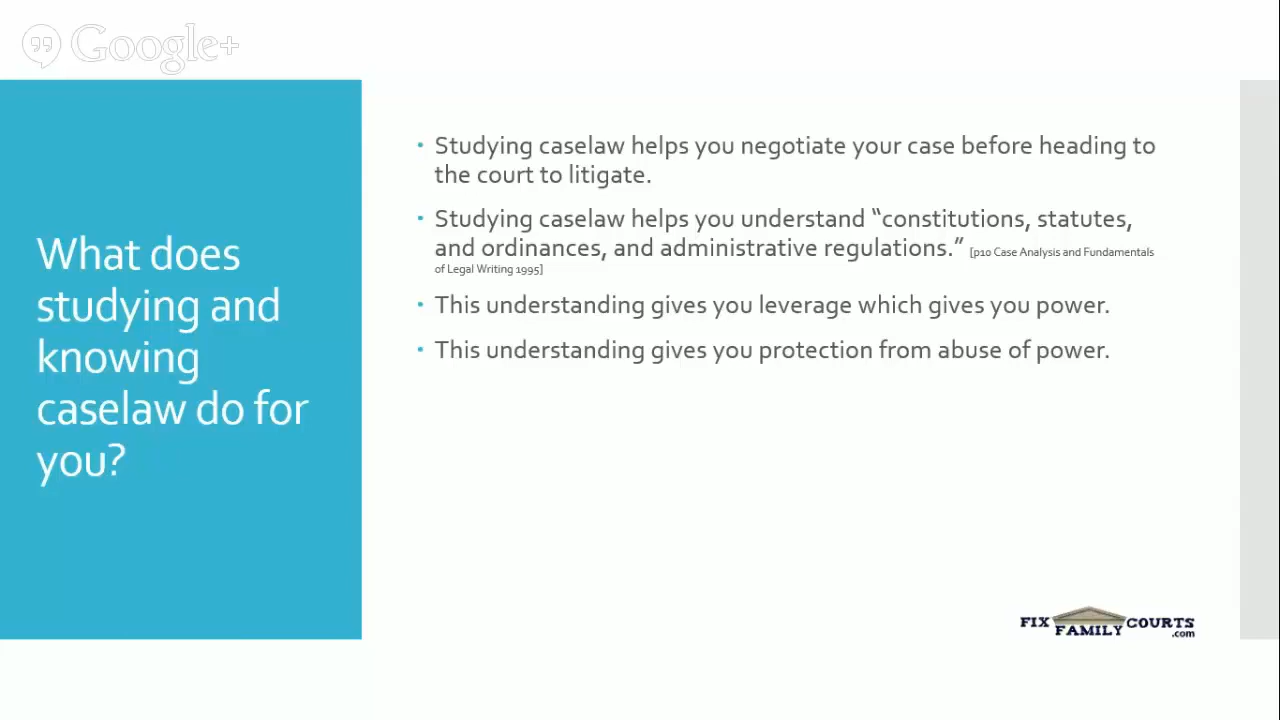 Google+
What does
studying and
knowing
caselaw do for
you?
• Studying caselaw helps you negotiate your case before heading to
the court to litigate.
• Studying caselaw helps you understand “constitutions, statutes,
and ordinances, and administrative regulations.” [p10 Case Analysis and Fundamentals
of Legal Writing 1995]
• This understanding gives you leverage which gives you power.
• This understanding gives you protection from abuse of power.
FIX FAMILY COURTS
.com